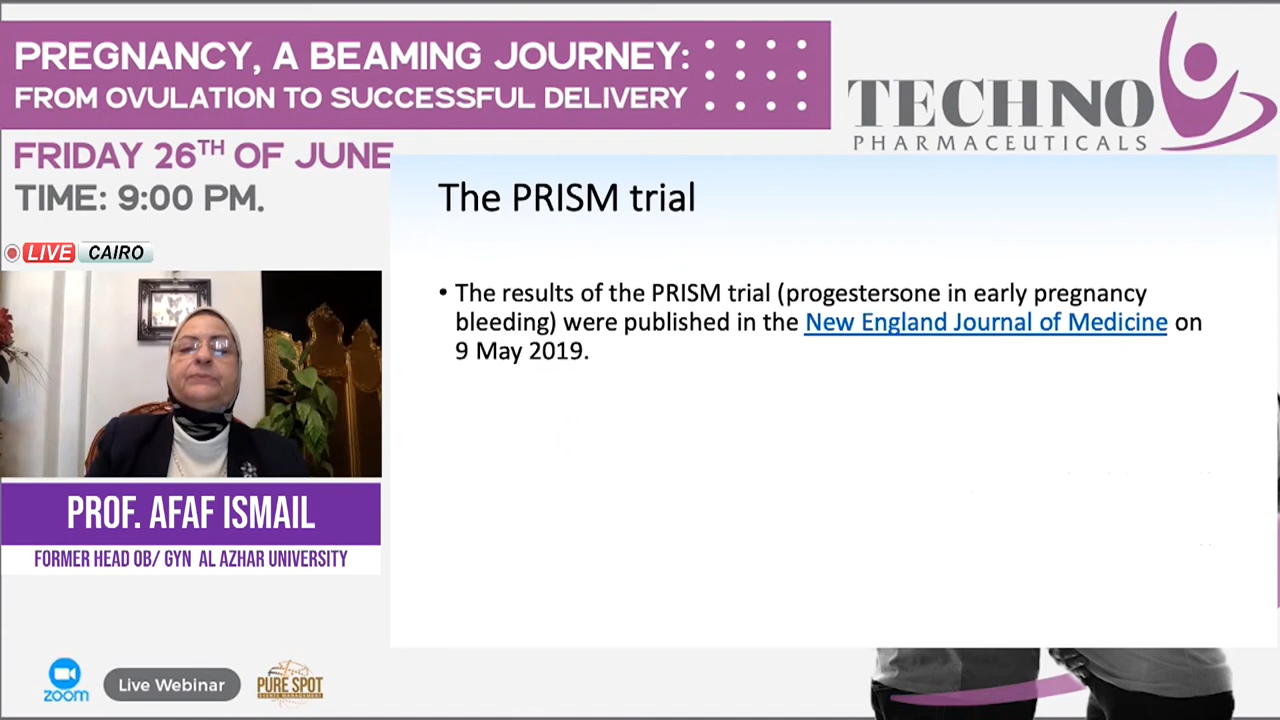 PREGNANCY, A BEAMING JOURNEY:
FROM OVULATION TO SUCCESSFUL DELIVERY
TECHNO
PHARMACEUTICALS
FRIDAY 26TH OF JUNE
TIME: 9:00 PM.
LIVE CAIRO
The PRISM trial
• The results of the PRISM trial (progestersone in early pregnancy
bleeding) were published in the New England Journal of Medicine on
9 May 2019.
PROF. AFAF ISMAIL
FORMER HEAD OB/ GYN AL AZHAR UNIVERSITY
zoom
Live Webinar
PURE SPOT
EVENTS MANAGEMENT